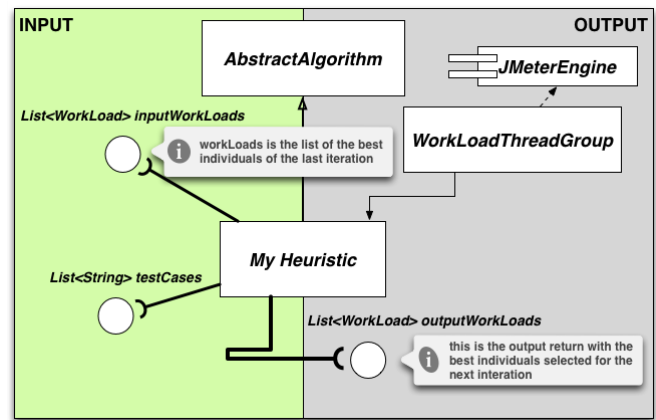 INPUT
OUTPUT
AbstractAlgorithm
JMeterEngine
List<WorkLoad> inputWorkLoads
workLoads is the list of the best
individuals of the last iteration
WorkLoadThreadGroup
My Heuristic
List<String> testCases
List<WorkLoad> outputWorkLoads
this is the output return with the
best individuals selected for the
next interation